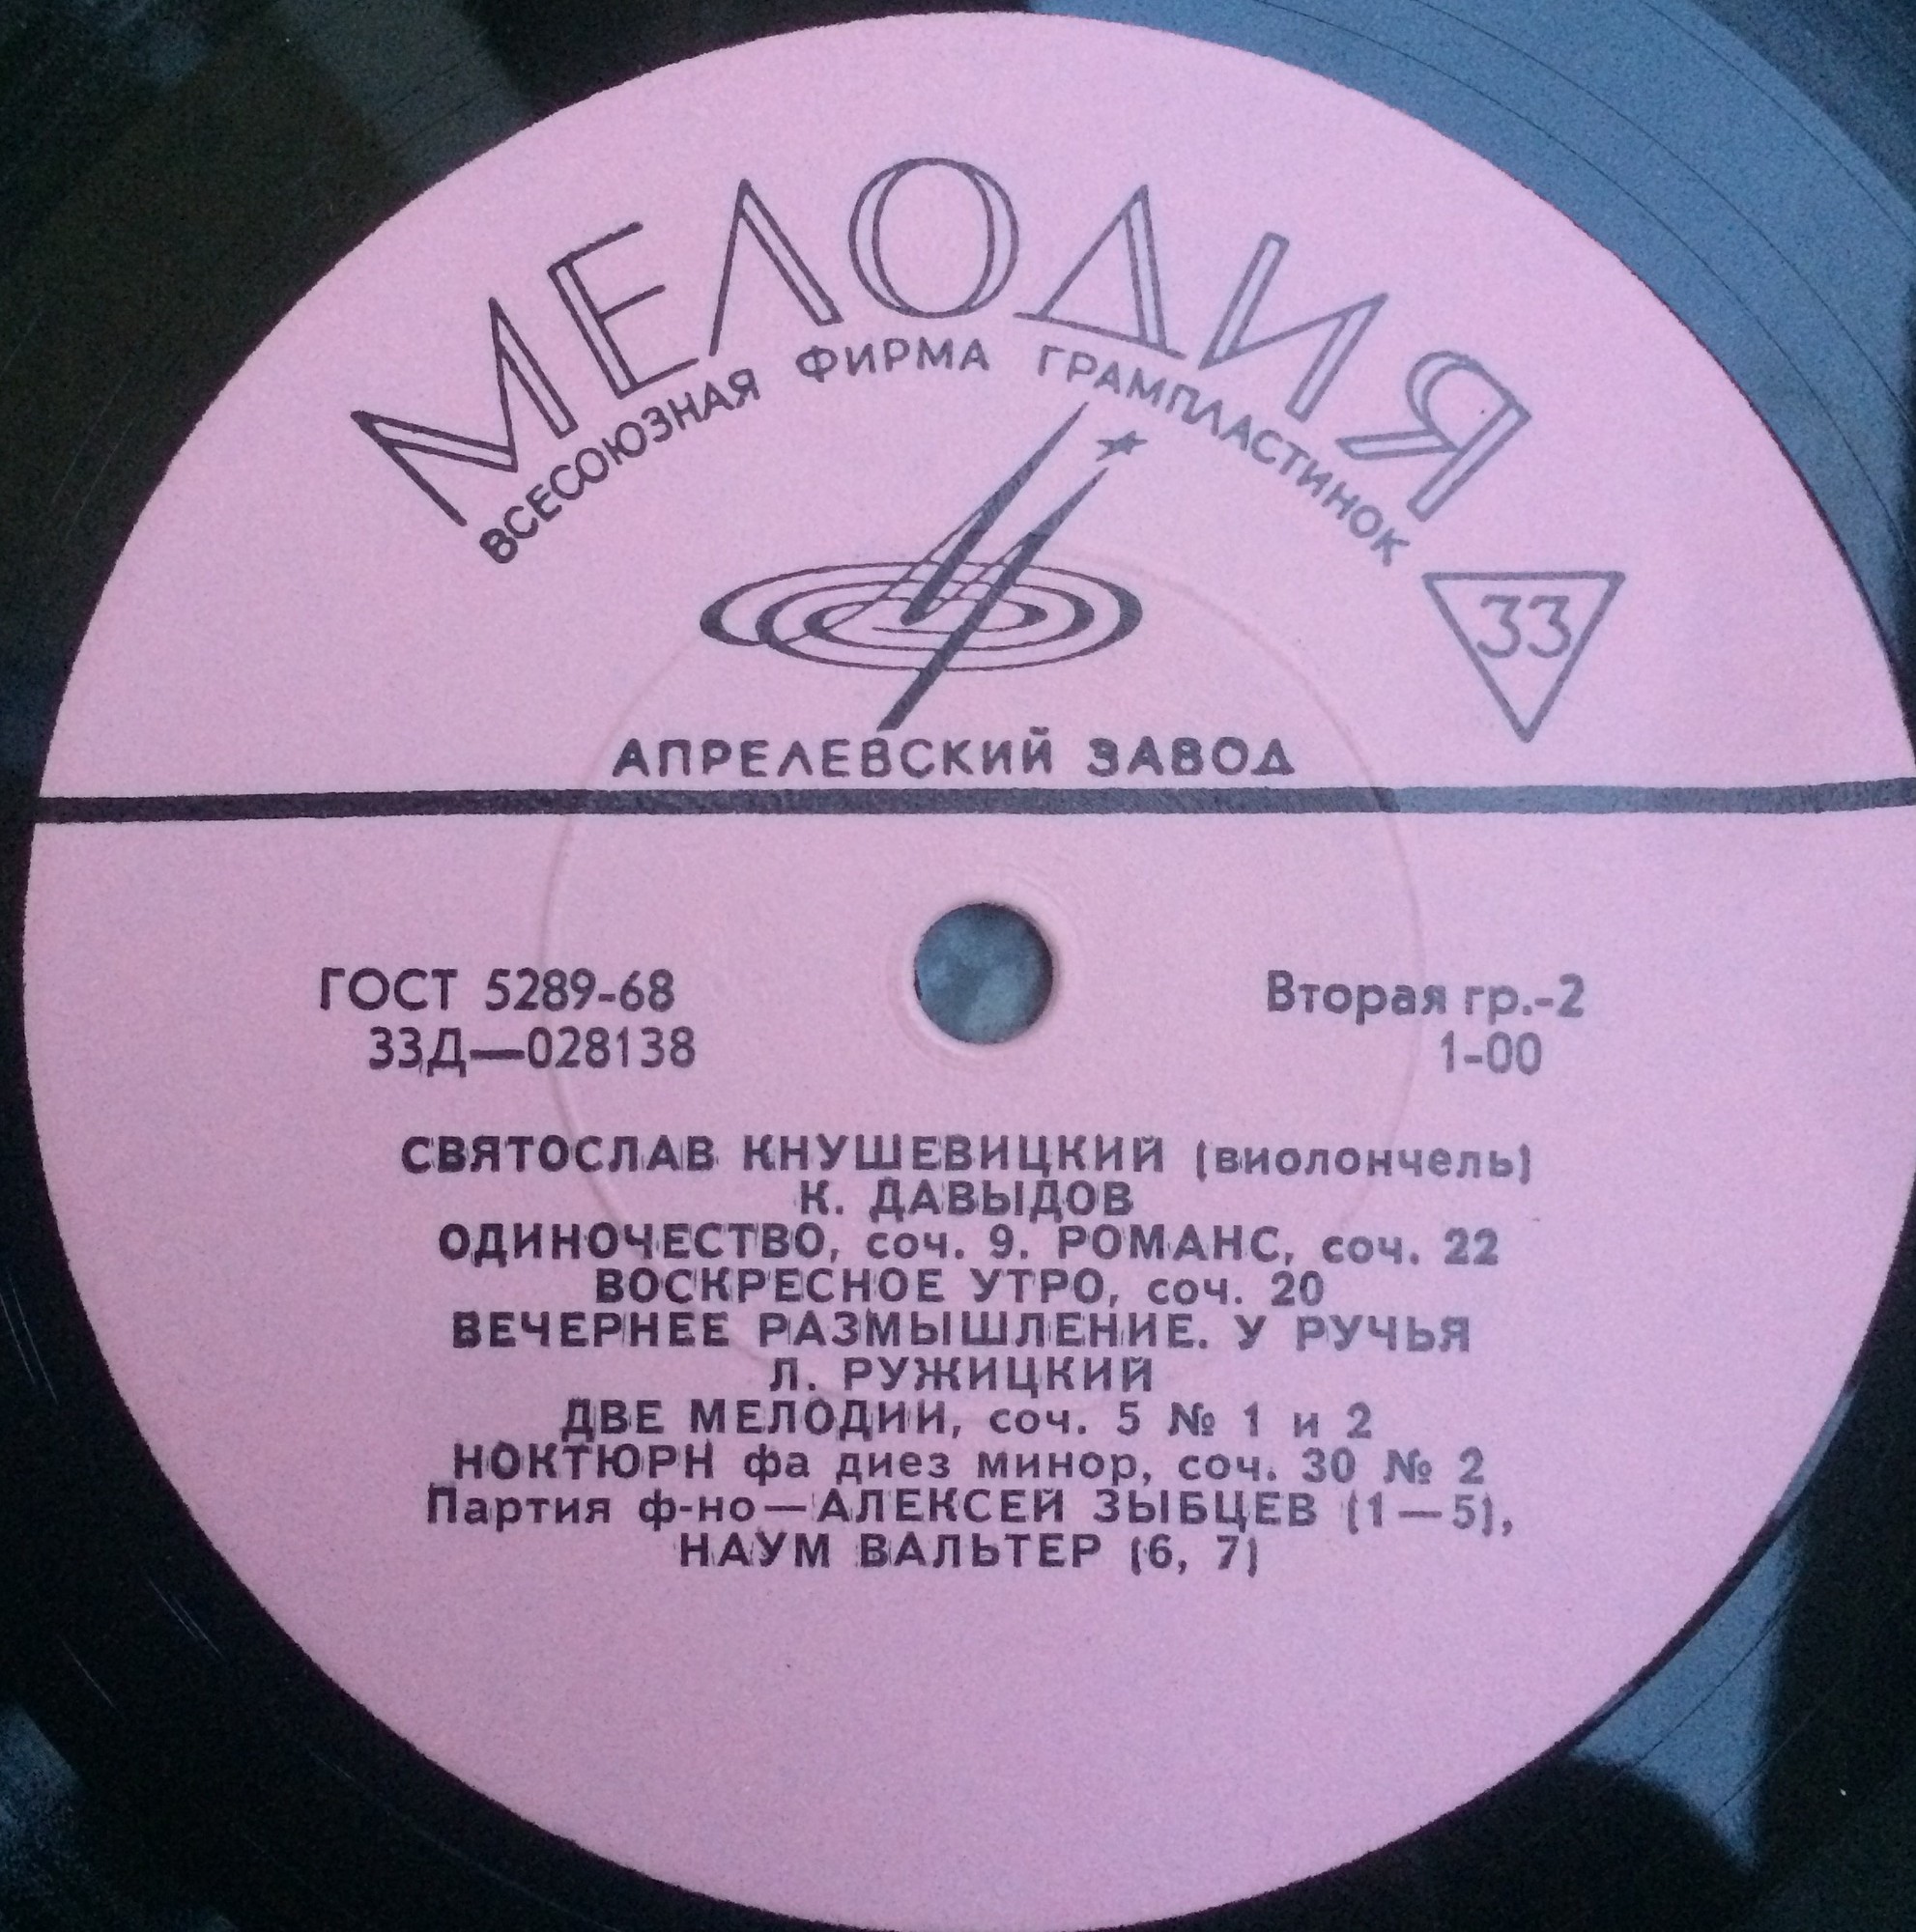 МЕЛОДИЯ
ВСЕСОЮЗНАЯ ФИРМА ГРАМПЛАСТИНОК
33
АПРЕЛЕВСКИЙ ЗАВОД
ГОСТ 5289-68
Вторая гр.-2
33Д—028138
1-00
СВЯТОСЛАВ КНУШЕВИЦКИЙ (виолончель)
К. ДАВЫДОВ
ОДИНОЧЕСТВО, соч. 9. РОМАНС, соч. 22
ВОСКРЕСНОЕ УТРО, соч. 20
ВЕЧЕРНЕЕ РАЗМЫШЛЕНИЕ. У РУЧЬЯ
Л. РУЖИЦКИЙ
ДВЕ МЕЛОДИИ, соч. 5 № 1 и 2
НОКТЮРН фа диез минор, соч. 30 № 2
Партия ф-но—АЛЕКСЕЙ ЗЫБЦЕВ (1—5),
НАУМ ВАЛЬТЕР (6, 7)